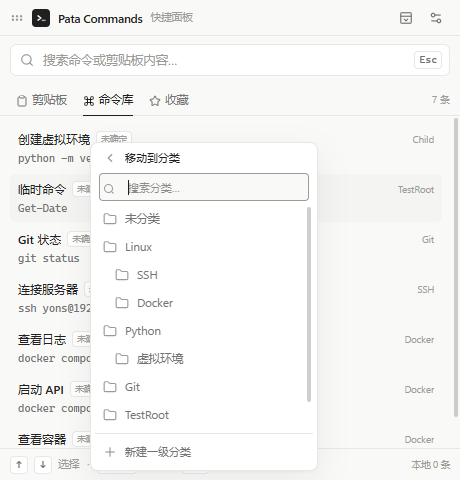 Pata Commands 快捷面板
搜索命令或剪贴板内容... Esc
剪贴板 命令库 收藏 7 条
创建虚拟环境 未确定 Child
python -m ve
临时命令 TestRoot
Get-Date
Git 状态 Git
git status
连接服务器 SSH
ssh yons@192
查看日志 Docker
docker compo
启动 API Docker
docker compo
查看容器 Docker
移动到分类
搜索分类...
未分类
Linux
SSH
Docker
Python
虚拟环境
Git
TestRoot
新建一级分类
↑ ↓ 选择 · 本地 0 条